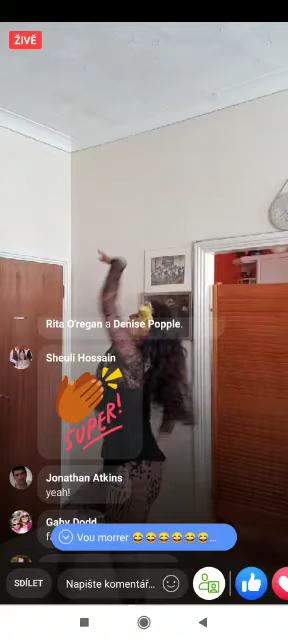 ŽIVĚ
Rita O'regan a Denise Popple.
Sheuli Hossain
SUPER!
Jonathan Atkins
yeah!
Gaby Dodd
Vou morrer 😂😂😂😂😂😂...
SDÍLET
Napište komentář...